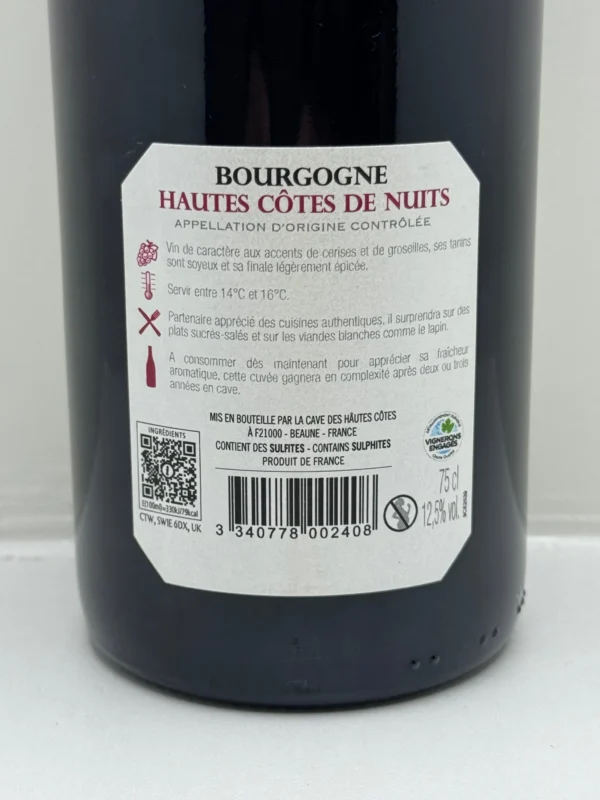 BOURGOGNE
HAUTES CÔTES DE NUITS
APPELLATION D'ORIGINE CONTRÔLÉE
Vin de caractère aux accents de cerises et de groseilles, ses tanins
sont soyeux et sa finale légèrement épicée.
Servir entre 14°C et 16°C.
Partenaire apprécié des cuisines authentiques, il surprendra sur des
plats sucrés-salés et sur les viandes blanches comme le lapin.
A consommer dès maintenant pour apprécier sa fraîcheur
aromatique, cette cuvée gagnera en complexité après deux ou trois
années en cave.
MIS EN BOUTEILLE PAR LA CAVE DES HÂUTES CÔTES
À F21000 - BEAUNE - FRANCE
CONTIENT DES SULFITES - CONTAINS SULPHITES
PRODUIT DE FRANCE
INGRÉDIENTS
E(100ml)=330kJ/79kcal
CTW, SW1E 6DX, UK
3 340778 002408
VIGNERONS
ENGAGÉS
75 cl
12,5% vol.